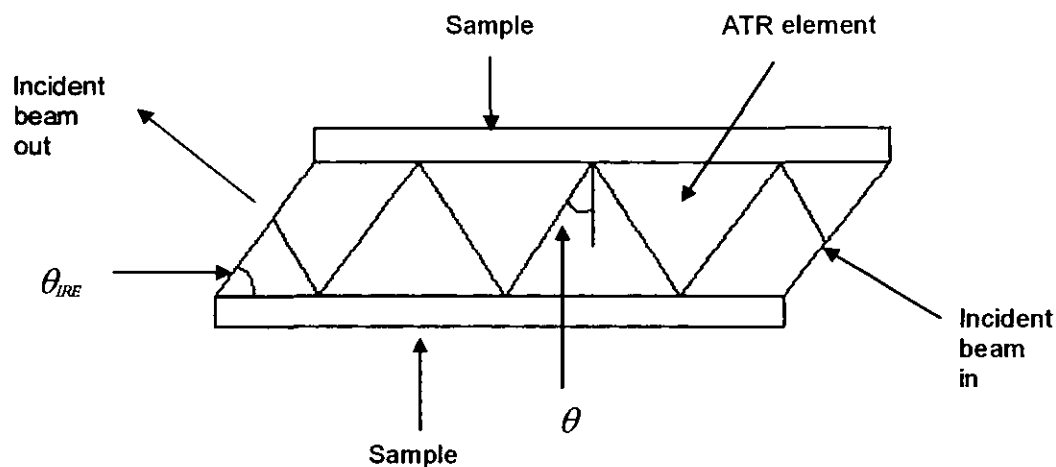 Sample
ATR element
Incident
beam
out
θIRE
Incident
beam
in
θ
Sample